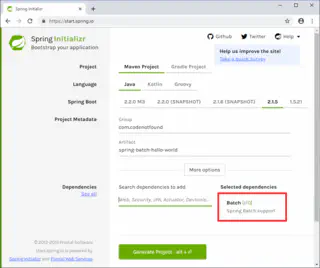 Spring Initializr
https://start.spring.io
Spring Initializr
Bootstrap your application
Github
Twitter
Help
Help us improve the site!
Take a quick survey
Project
Maven Project
Gradle Project
Language
Java
Kotlin
Groovy
Spring Boot
2.2.0 M3
2.2.0 (SNAPSHOT)
2.1.6 (SNAPSHOT)
2.1.5
1.5.21
Project Metadata
Group
com.codenotfound
Artifact
spring-batch-hello-world
More options
Dependencies
See all
Search dependencies to add
Web, Security, JPA, Actuator, Devtools...
Selected dependencies
Batch [I/O]
Spring Batch support
© 2013-2019 Pivotal Software
start.spring.io is powered by
Spring Initializr and Pivotal Web Services
Generate Project - alt + ⏎